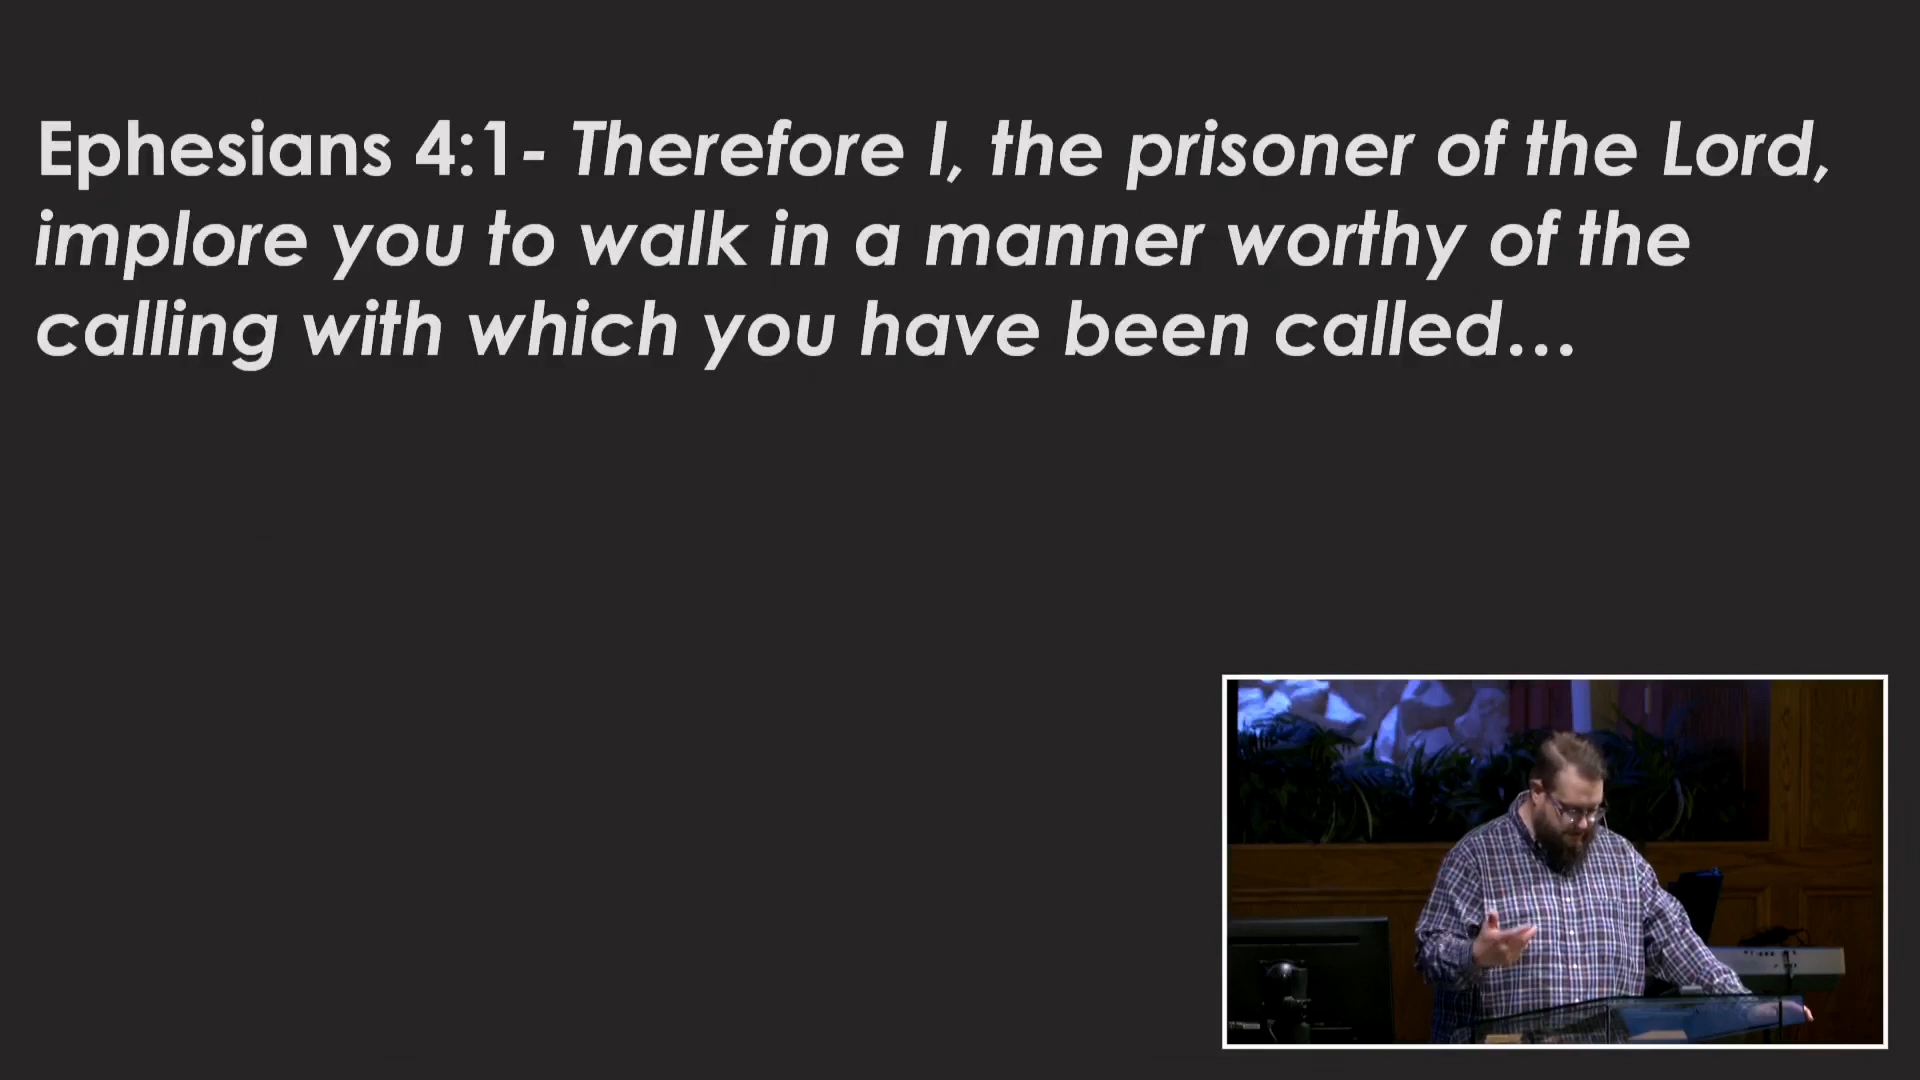 Ephesians 4:1- Therefore I, the prisoner of the Lord,
implore you to walk in a manner worthy of the
calling with which you have been called...